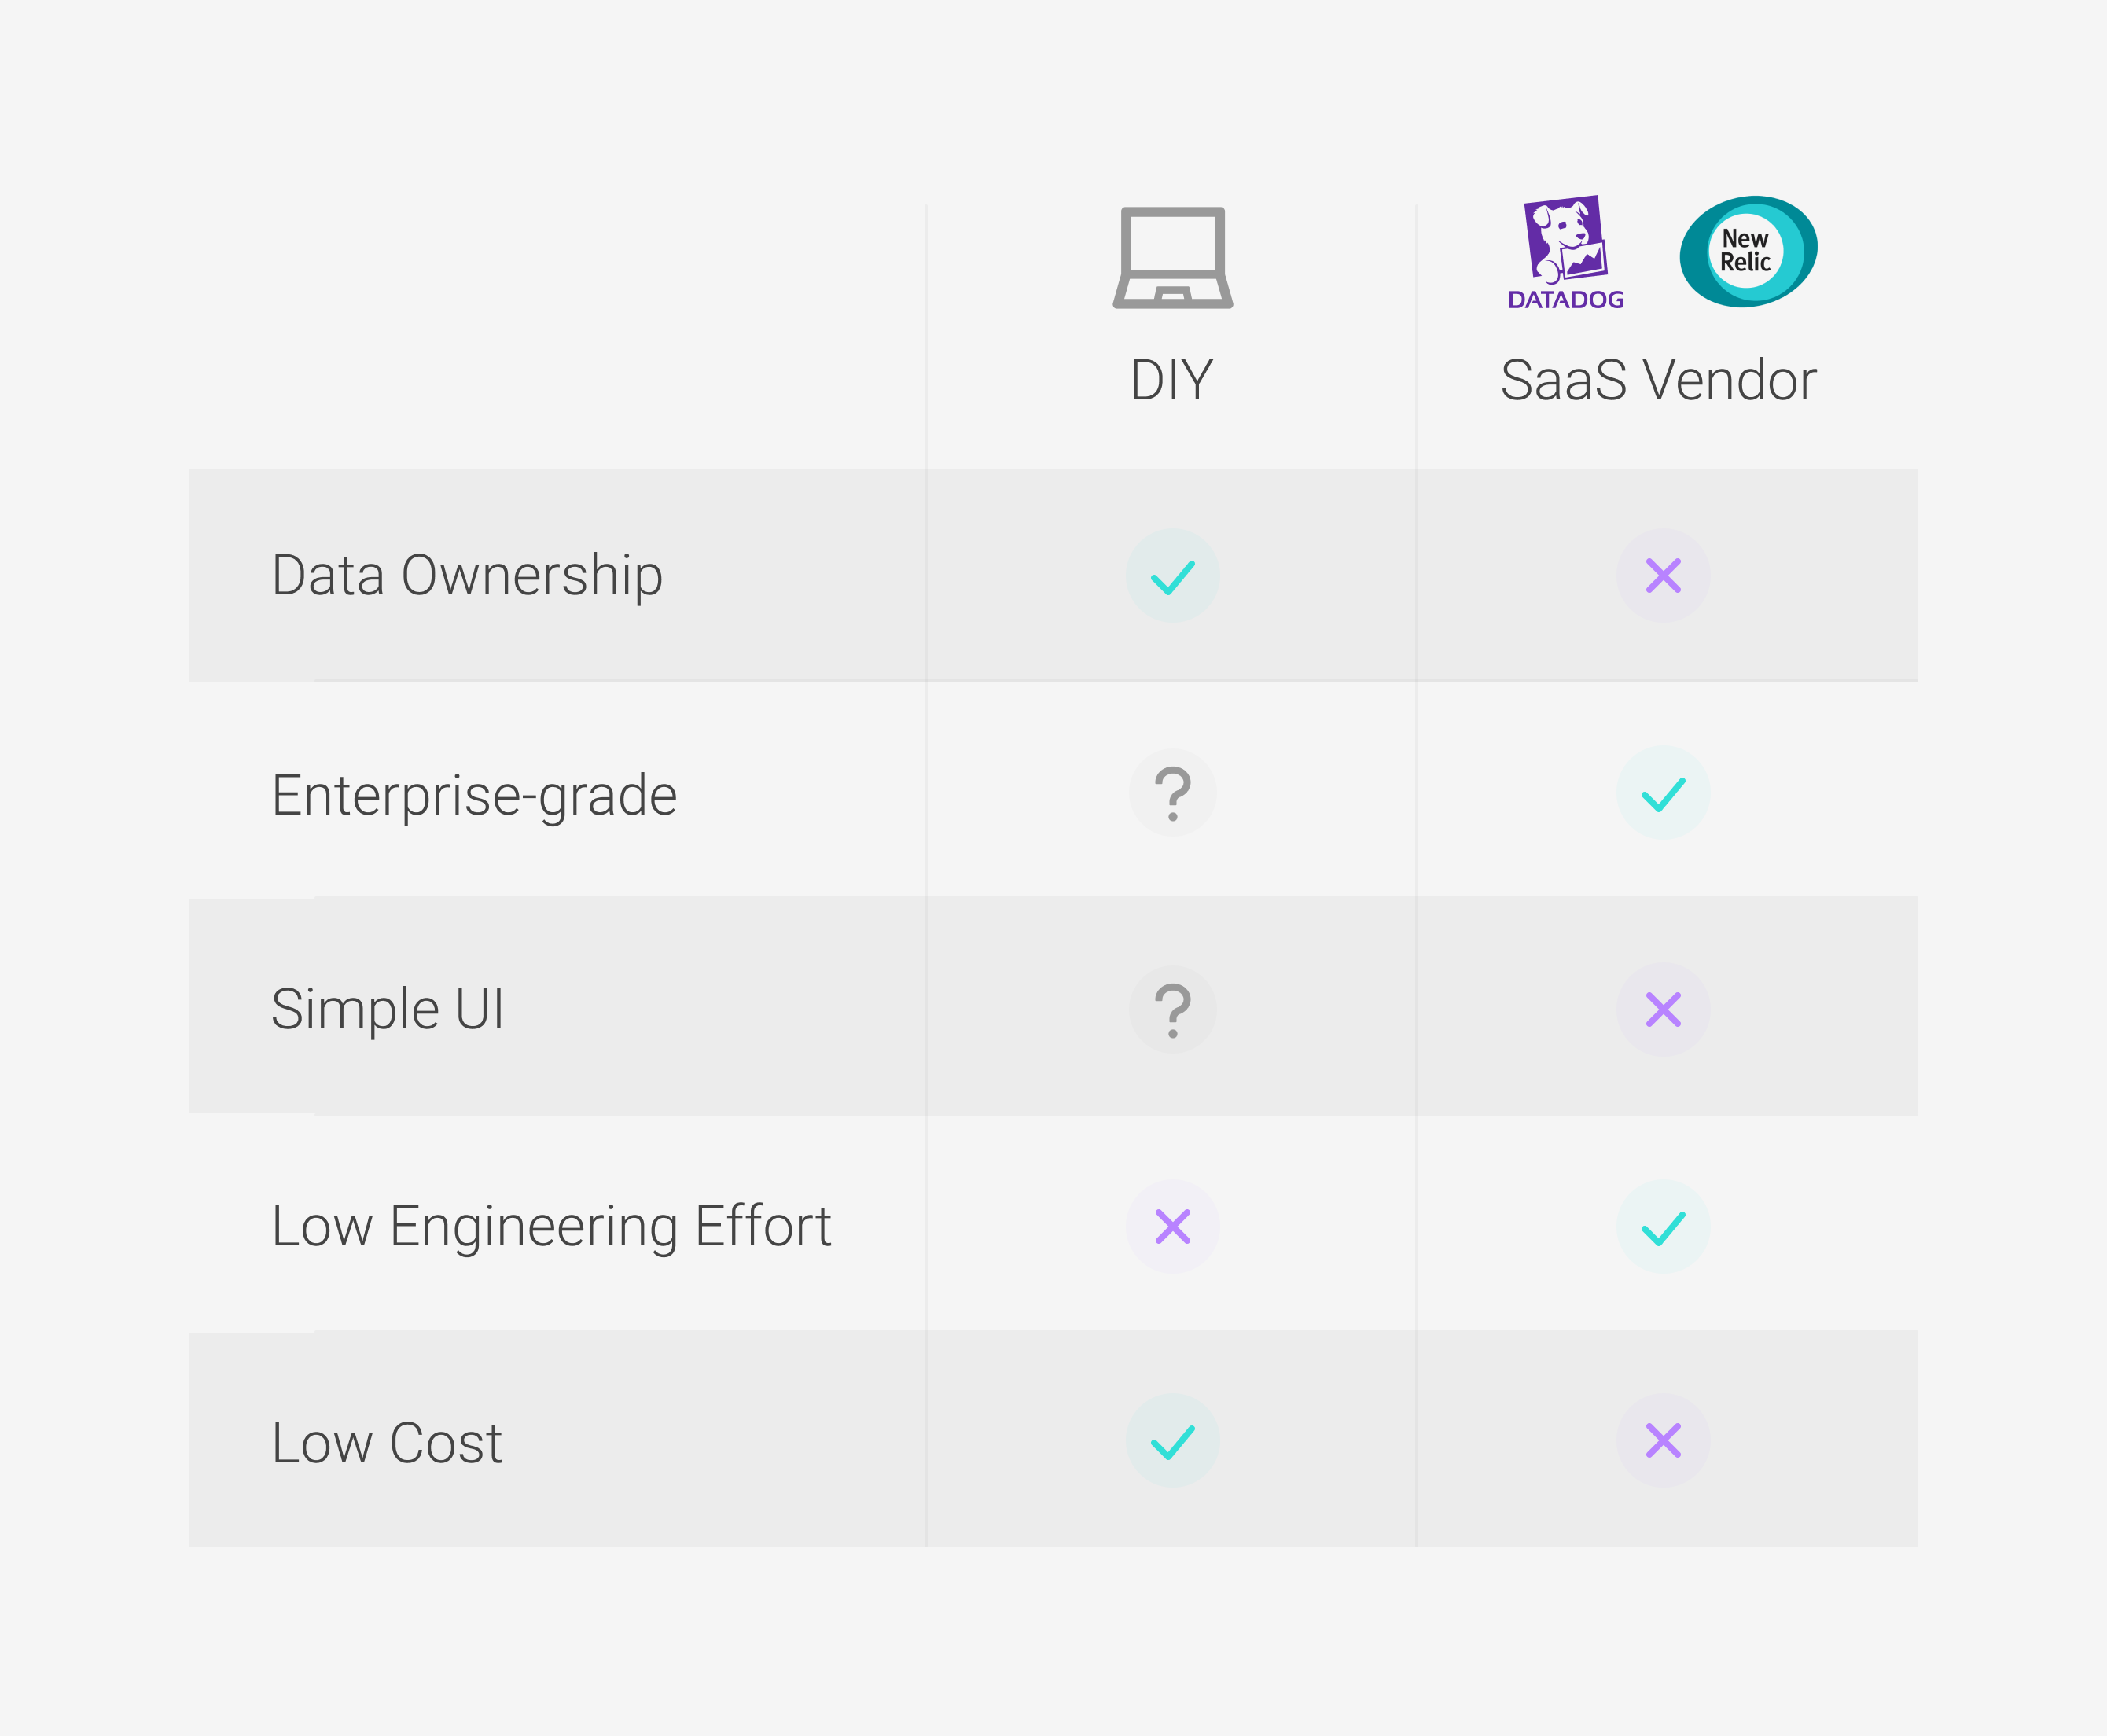 DATADOG
New
Relic
DIY
SaaS Vendor
Data Ownership
Enterprise-grade
Simple UI
Low Engineering Effort
Low Cost